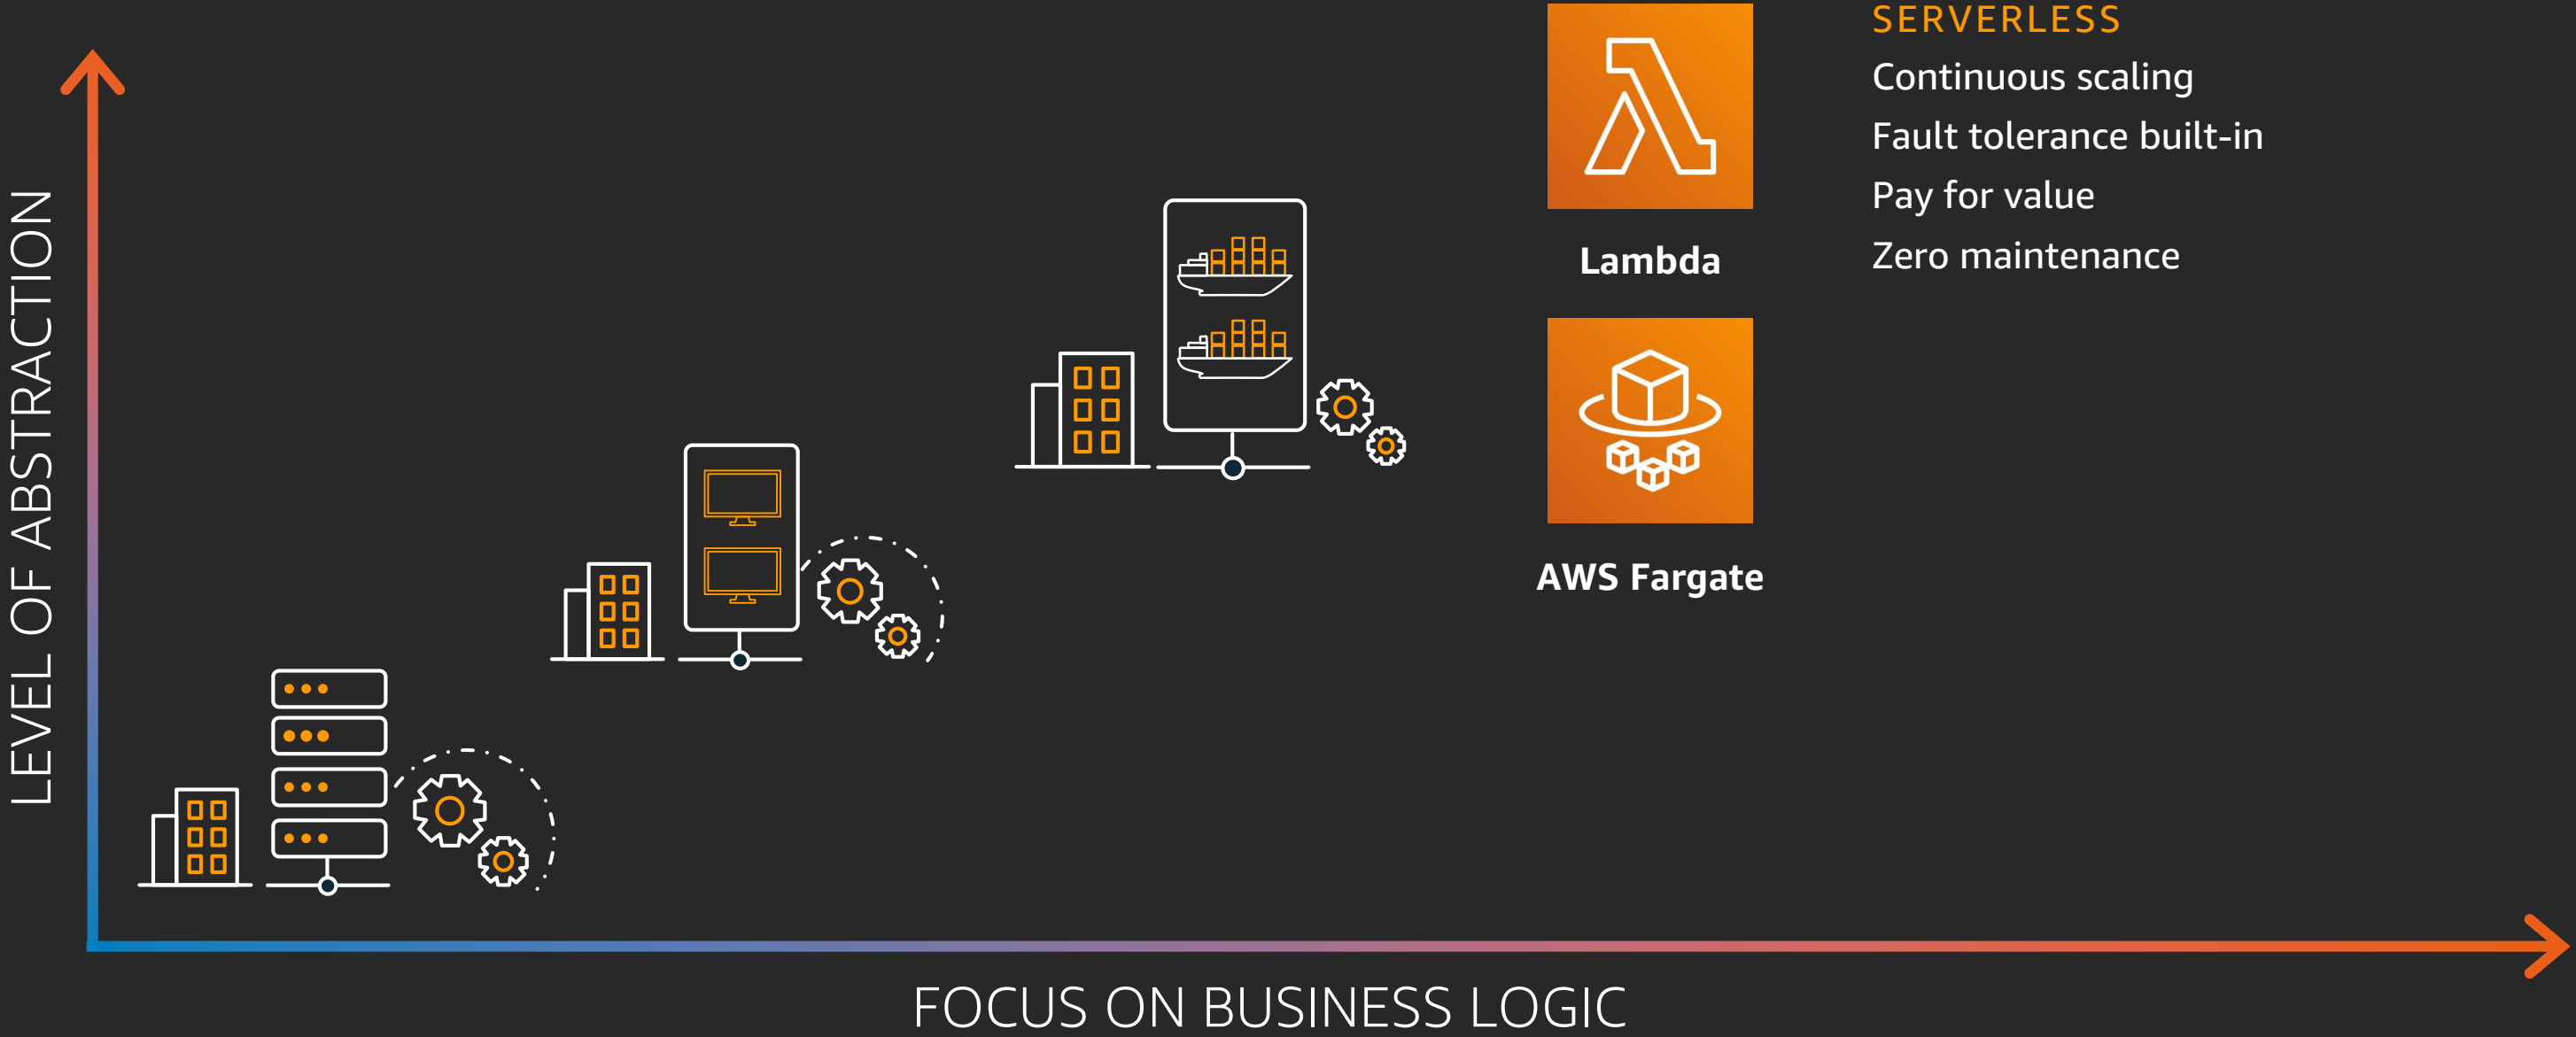 SERVERLESS
Continuous scaling
Fault tolerance built-in
Pay for value
Zero maintenance
Lambda
AWS Fargate
LEVEL OF ABSTRACTION
FOCUS ON BUSINESS LOGIC